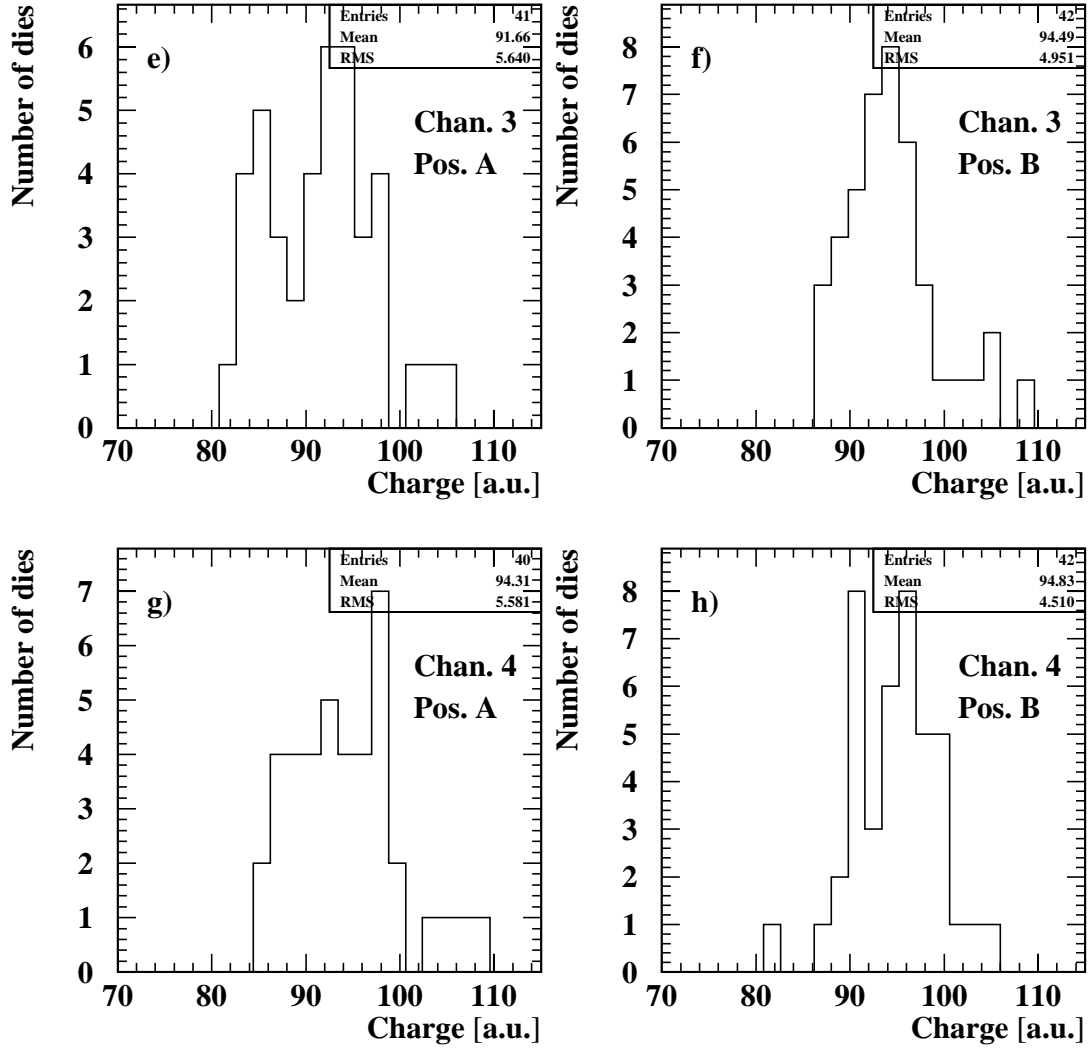 Number of dies
e)
Entries 41
Mean 91.66
RMS 5.640
Chan. 3
Pos. A
6
5
4
3
2
1
0
70 80 90 100 110
Charge [a.u.]
Number of dies
f)
Entries 42
Mean 94.49
RMS 4.951
Chan. 3
Pos. B
8
7
6
5
4
3
2
1
0
70 80 90 100 110
Charge [a.u.]
Number of dies
g)
Entries 40
Mean 94.31
RMS 5.581
Chan. 4
Pos. A
7
6
5
4
3
2
1
0
70 80 90 100 110
Charge [a.u.]
Number of dies
h)
Entries 42
Mean 94.83
RMS 4.510
Chan. 4
Pos. B
8
7
6
5
4
3
2
1
0
70 80 90 100 110
Charge [a.u.]